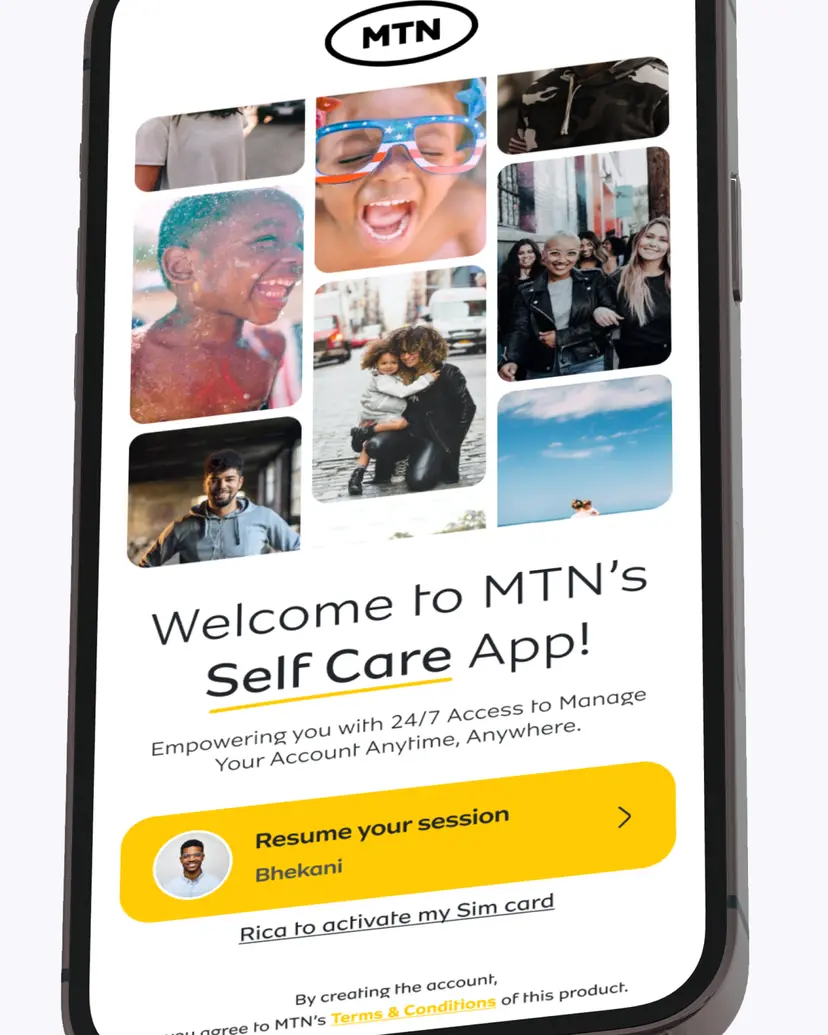 MTN
Welcome to MTN's
Self Care App!
Empowering you with 24/7 Access to Manage
Your Account Anytime, Anywhere.
Resume your session
Bhekani
Rica to activate my Sim card
By creating the account,
you agree to MTN's Terms & Conditions of this product.